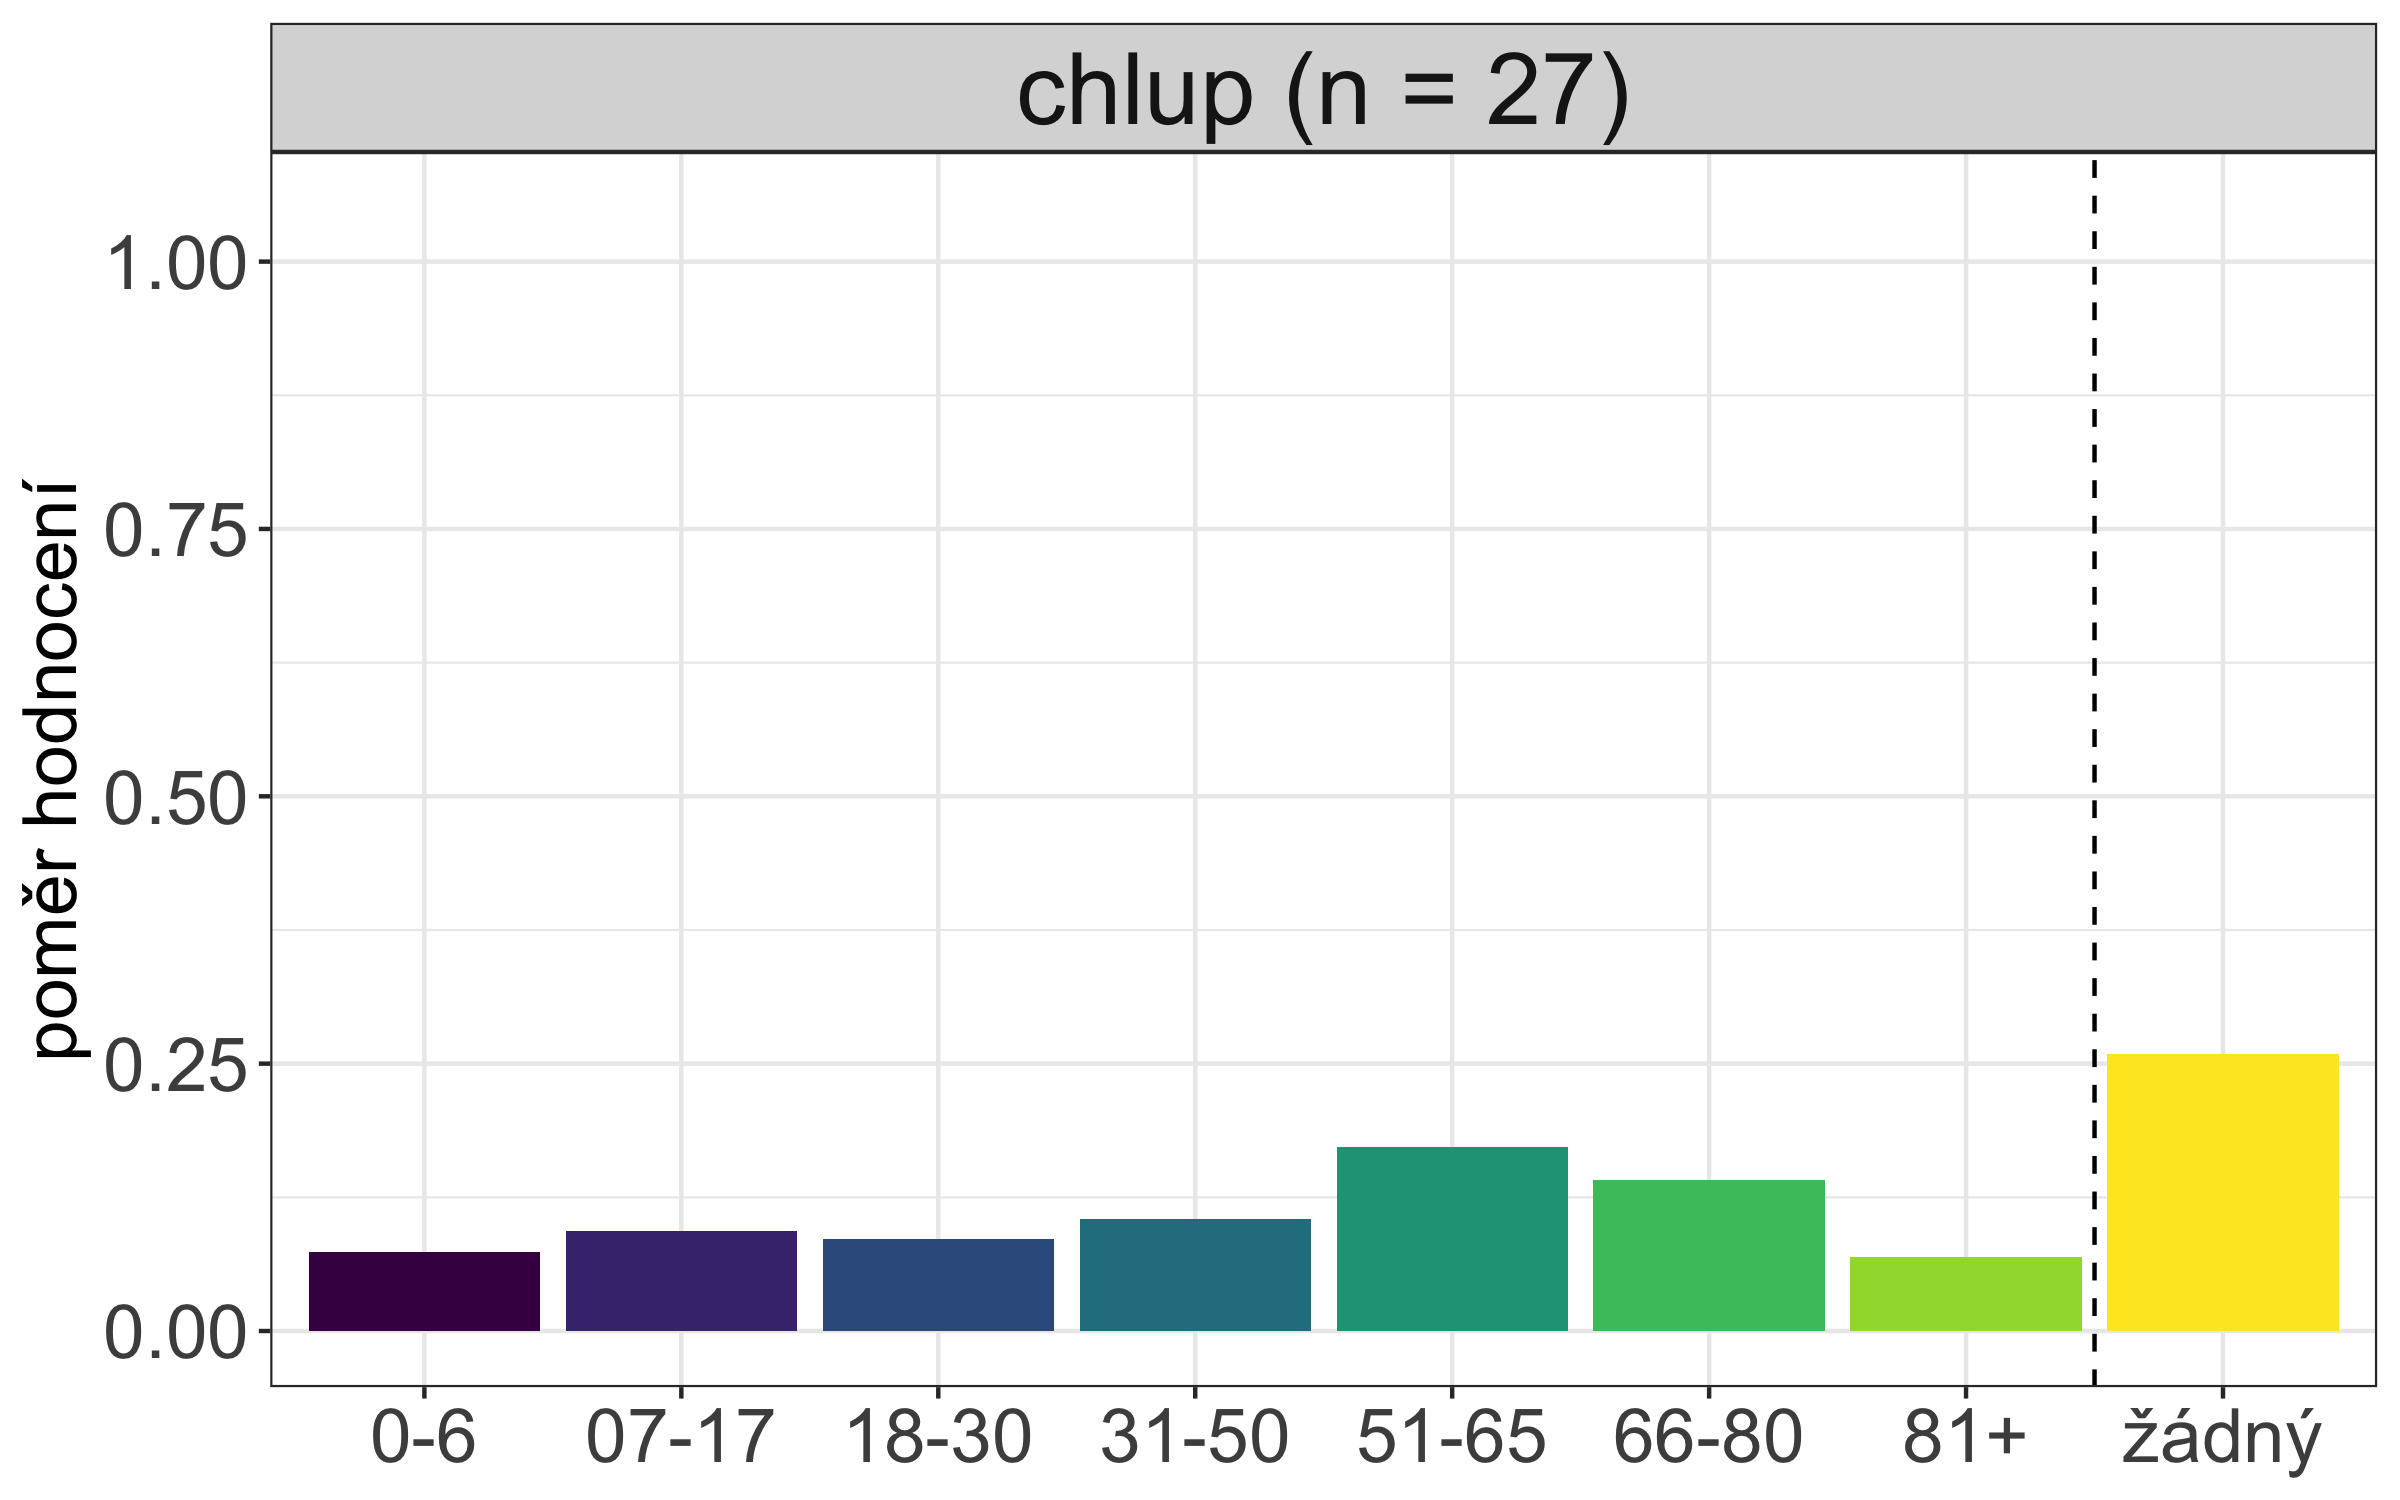 chlup (n = 27)
poměr hodnocení
1.00
0.75
0.50
0.25
0.00
0-6 07-17 18-30 31-50 51-65 66-80 81+ žádný